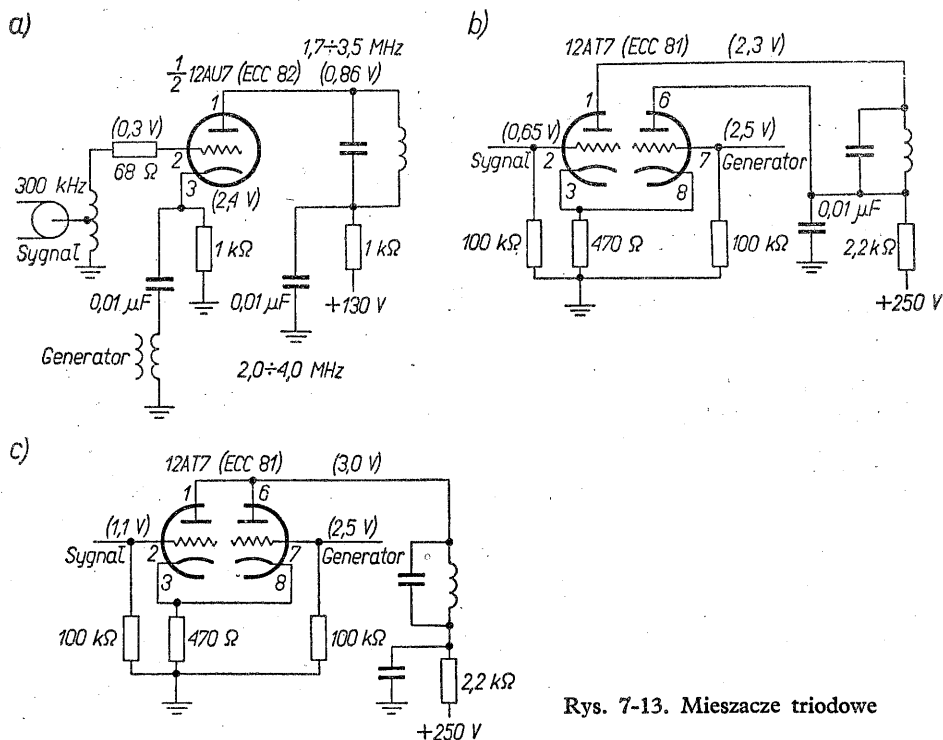 a)
1,7÷3,5 MHz
1/2 12AU7 (ECC 82) (0,86 V)
1
(0,3 V)
2
68 Ω
3
(2,4 V)
300 kHz
Sygnał
1 kΩ
1 kΩ
0,01 μF
0,01 μF
+130 V
Generator
2,0÷4,0 MHz
b)
12AT7 (ECC 81) (2,3 V)
1 6
(0,65 V)
(2,5 V)
Sygnał 2
7 Generator
3 8
0,01 μF
100 kΩ 470 Ω 100 kΩ
2,2 kΩ
+250 V
c)
12AT7 (ECC 81) (3,0 V)
1 6
(1,1 V)
(2,5 V)
Sygnał 2
7 Generator
3 8
100 kΩ 470 Ω 100 kΩ
2,2 kΩ
+250 V
Rys. 7-13. Mieszacze triodowe